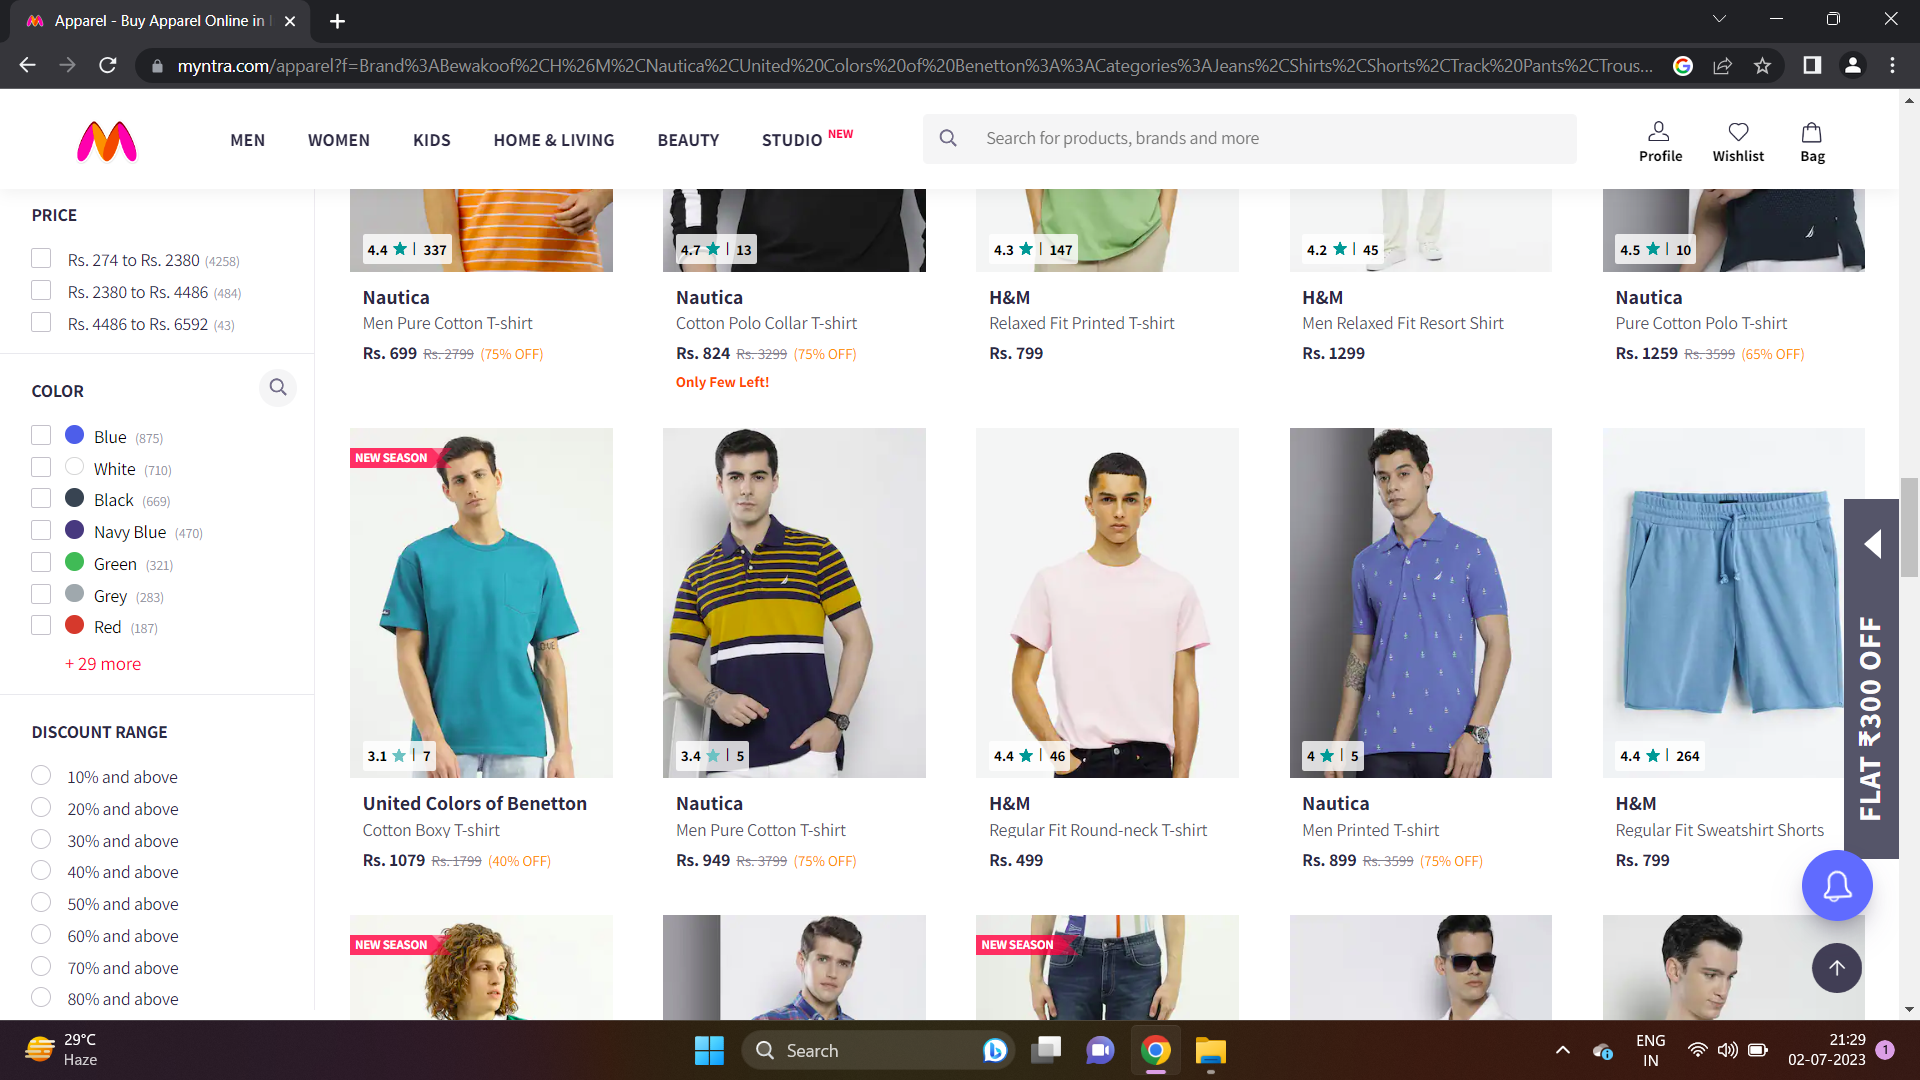 Apparel - Buy Apparel Online in
myntra.com/apparel?f=Brand%3ABewakoof%2CH%26M%2CNautica%2CUnited%20Colors%20of%20Benetton%3A%3ACategories%3AJeans%2CShirts%2CShorts%2CTrack%20Pants%2CTrous...
MEN WOMEN KIDS HOME & LIVING BEAUTY STUDIO NEW
Search for products, brands and more
Profile Wishlist Bag
PRICE
Rs. 274 to Rs. 2380 (4258)
Rs. 2380 to Rs. 4486 (484)
Rs. 4486 to Rs. 6592 (43)
COLOR
Blue (875)
White (710)
Black (669)
Navy Blue (470)
Green (321)
Grey (283)
Red (187)
+ 29 more
DISCOUNT RANGE
10% and above
20% and above
30% and above
40% and above
50% and above
60% and above
70% and above
80% and above
4.4 ★ | 337
Nautica
Men Pure Cotton T-shirt
Rs. 699 Rs. 2799 (75% OFF)
4.7 ★ | 13
Nautica
Cotton Polo Collar T-shirt
Rs. 824 Rs. 3299 (75% OFF)
Only Few Left!
4.3 ★ | 147
H&M
Relaxed Fit Printed T-shirt
Rs. 799
4.2 ★ | 45
H&M
Men Relaxed Fit Resort Shirt
Rs. 1299
4.5 ★ | 10
Nautica
Pure Cotton Polo T-shirt
Rs. 1259 Rs. 3599 (65% OFF)
NEW SEASON
LOVE
3.1 ★ | 7
United Colors of Benetton
Cotton Boxy T-shirt
Rs. 1079 Rs. 1799 (40% OFF)
3.4 ★ | 5
Nautica
Men Pure Cotton T-shirt
Rs. 949 Rs. 3799 (75% OFF)
4.4 ★ | 46
H&M
Regular Fit Round-neck T-shirt
Rs. 499
4 ★ | 5
Nautica
Men Printed T-shirt
Rs. 899 Rs. 3599 (75% OFF)
4.4 ★ | 264
H&M
Regular Fit Sweatshirt Shorts
Rs. 799
FLAT ₹300 OFF
NEW SEASON
NEW SEASON
29°C
Haze
Search
ENG
IN
21:29
02-07-2023
1